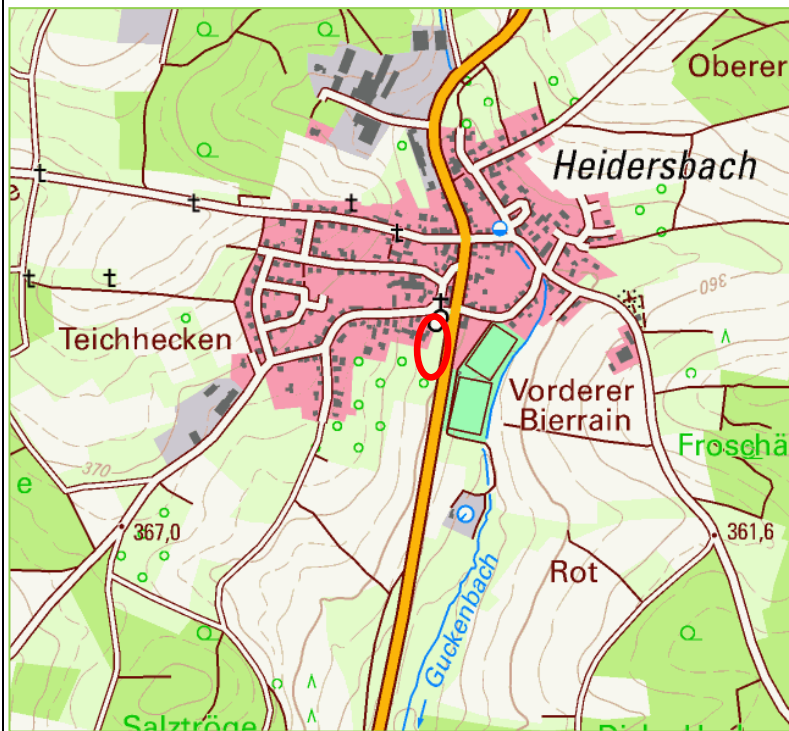 Oberer
Heidersbach
360
Teichhecken
Vorderer
Bierrain
Froschä
370
e
367,0
361,6
Rot
Guckenbach
Salztröge